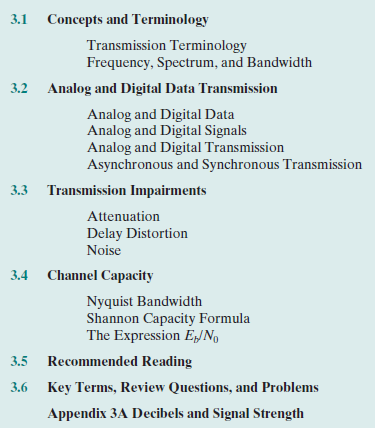 3.1 Concepts and Terminology
Transmission Terminology
Frequency, Spectrum, and Bandwidth
3.2 Analog and Digital Data Transmission
Analog and Digital Data
Analog and Digital Signals
Analog and Digital Transmission
Asynchronous and Synchronous Transmission
3.3 Transmission Impairments
Attenuation
Delay Distortion
Noise
3.4 Channel Capacity
Nyquist Bandwidth
Shannon Capacity Formula
The Expression Eb/N0
3.5 Recommended Reading
3.6 Key Terms, Review Questions, and Problems
Appendix 3A Decibels and Signal Strength